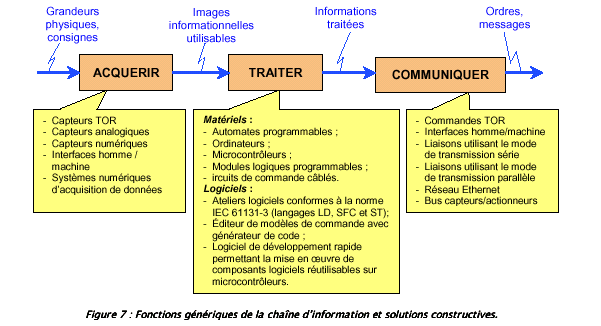 Grandeurs
physiques,
consignes
Images
informationnelles
utilisables
Informations
traitées
Ordres,
messages
ACQUERIR
TRAITER
COMMUNIQUER
- Capteurs TOR
- Capteurs analogiques
- Capteurs numériques
- Interfaces homme /
machine
- Systèmes numériques
d'acquisition de données
Matériels :
- Automates programmables ;
- Ordinateurs ;
- Microcontrôleurs ;
- Modules logiques programmables ;
- ircuits de commande câblés.
Logiciels :
- Ateliers logiciels conformes à la norme
IEC 61131-3 (langages LD, SFC et ST);
- Éditeur de modèles de commande avec
générateur de code ;
- Logiciel de développement rapide
permettant la mise en œuvre de
composants logiciels réutilisables sur
microcontrôleurs.
- Commandes TOR
- Interfaces homme/machine
- Liaisons utilisant le mode
de transmission série
- Liaisons utilisant le mode
de transmission parallèle
- Réseau Ethernet
- Bus capteurs/actionneurs
Figure 7 : Fonctions génériques de la chaîne d'information et solutions constructives.